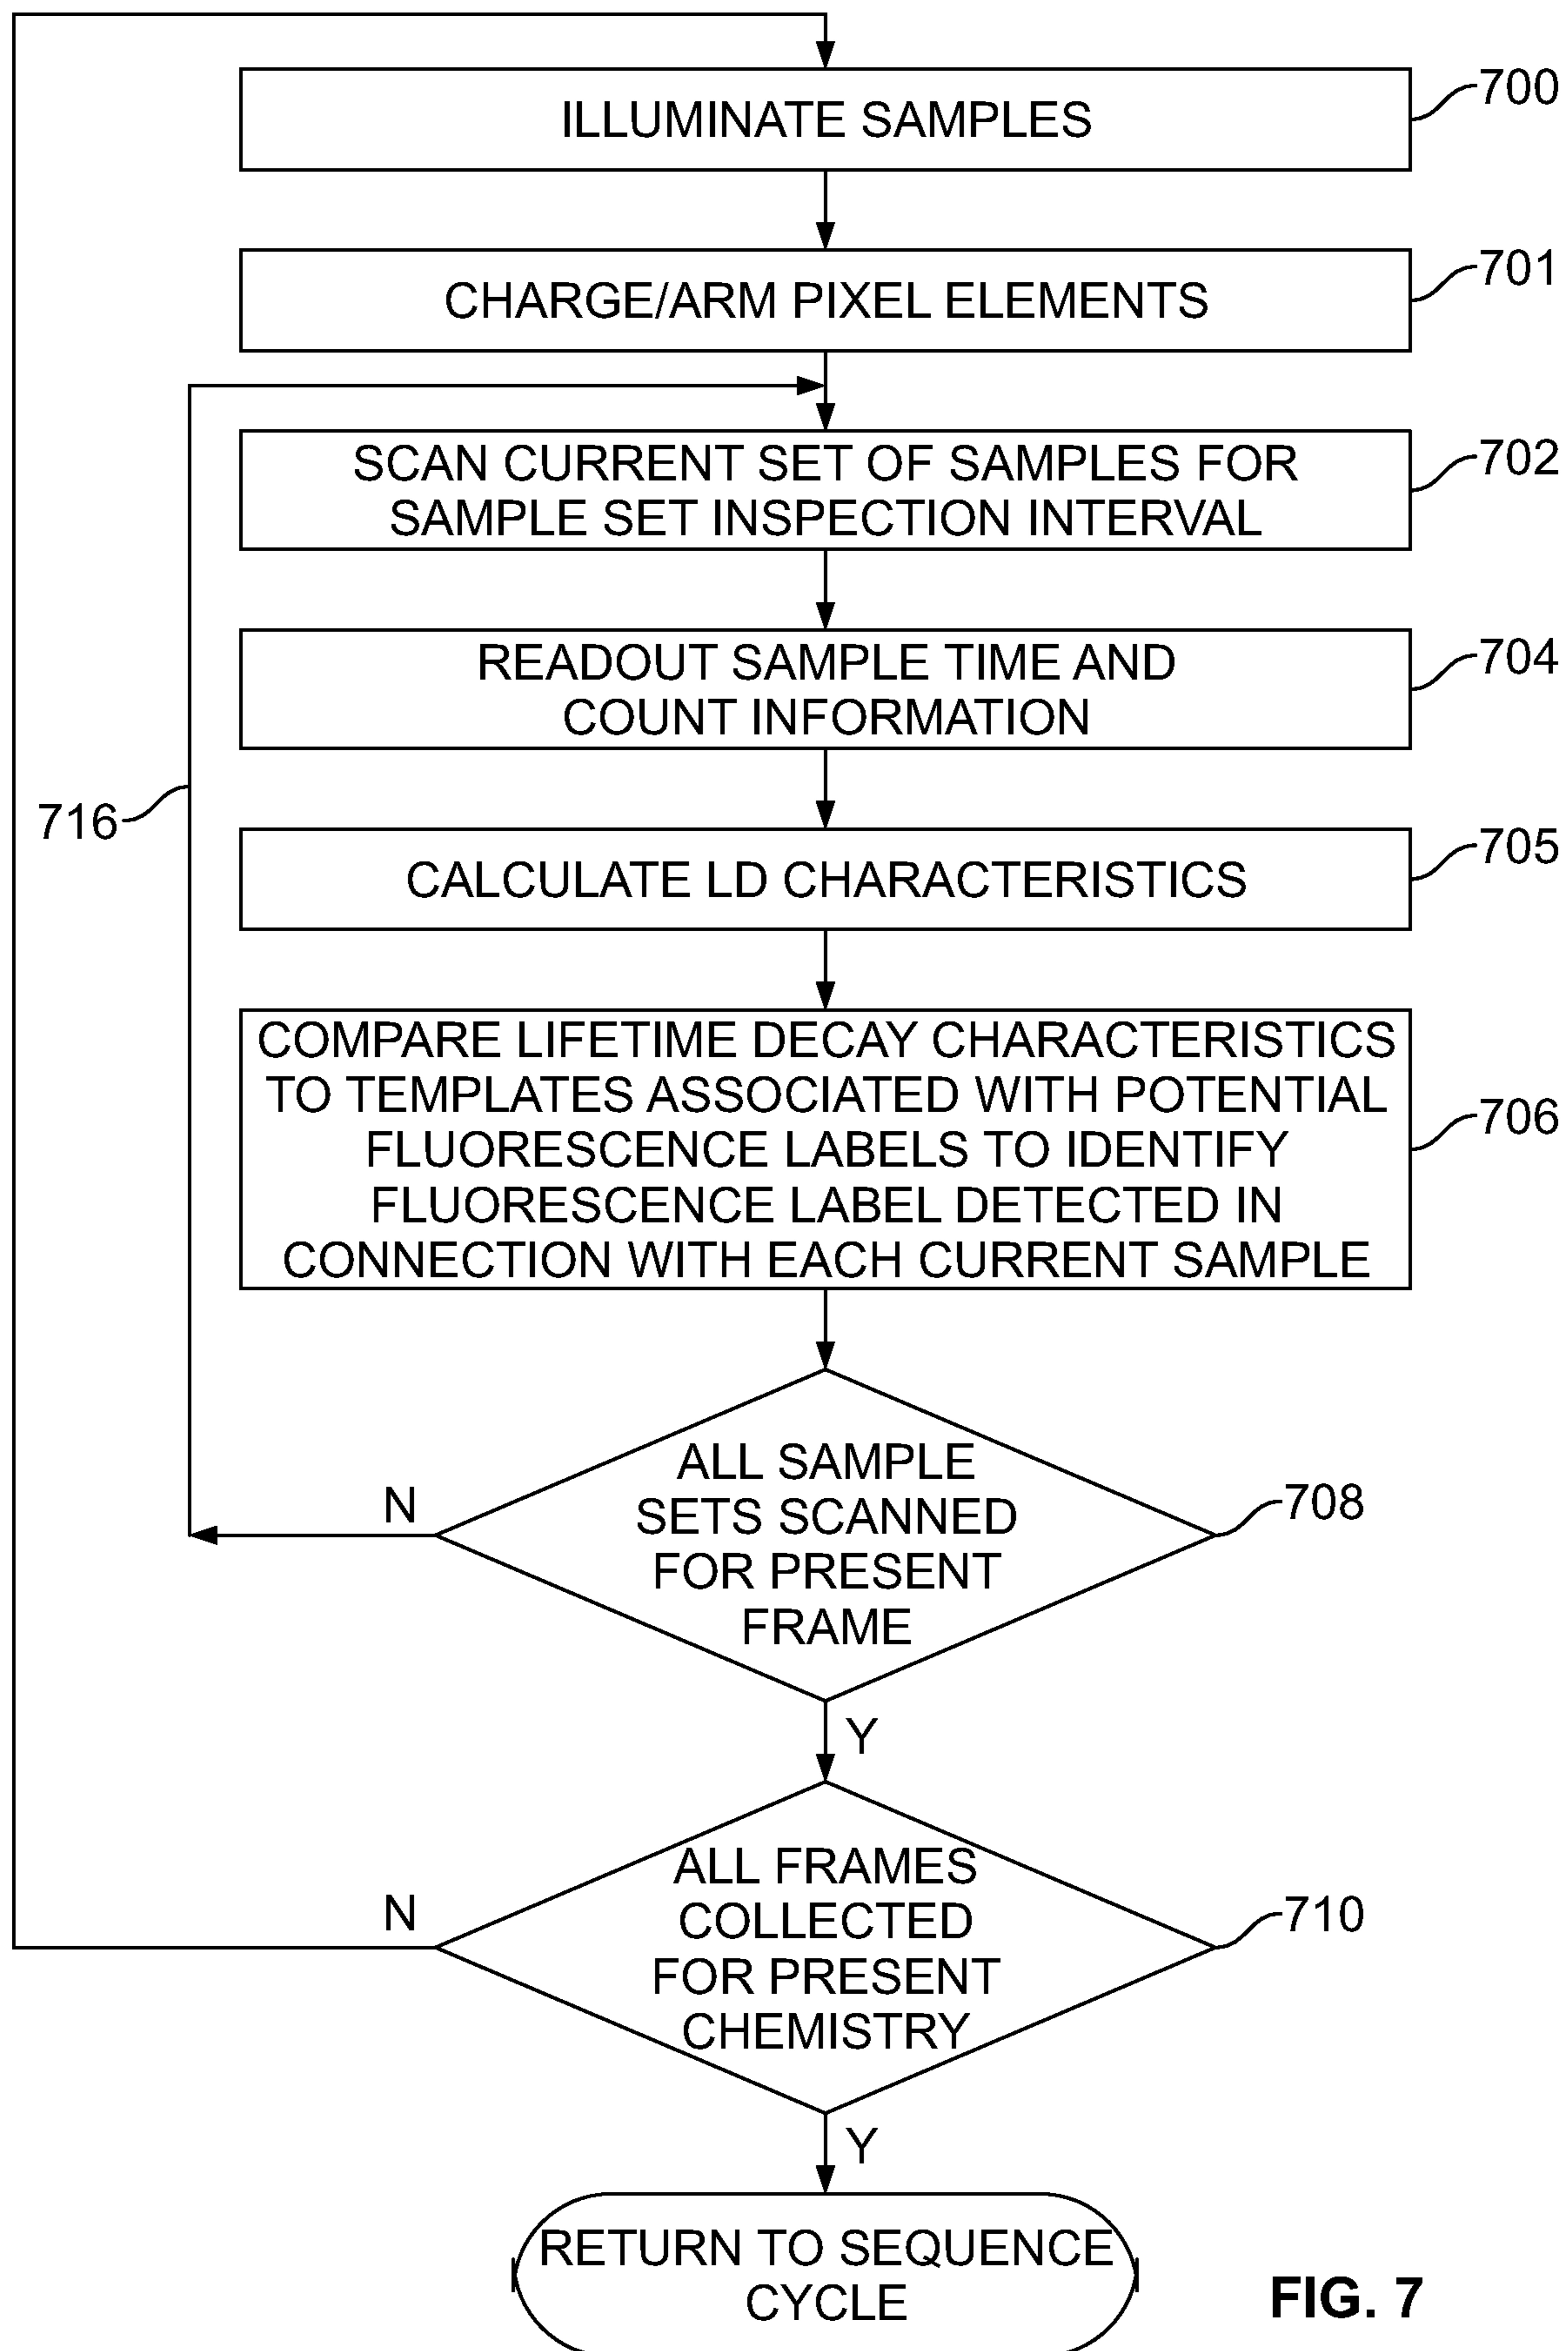 ILLUMINATE SAMPLES
700
CHARGE/ARM PIXEL ELEMENTS
701
SCAN CURRENT SET OF SAMPLES FOR
SAMPLE SET INSPECTION INTERVAL
702
READOUT SAMPLE TIME AND
COUNT INFORMATION
704
716
CALCULATE LD CHARACTERISTICS
705
COMPARE LIFETIME DECAY CHARACTERISTICS
TO TEMPLATES ASSOCIATED WITH POTENTIAL
FLUORESCENCE LABELS TO IDENTIFY
FLUORESCENCE LABEL DETECTED IN
CONNECTION WITH EACH CURRENT SAMPLE
706
ALL SAMPLE
SETS SCANNED
FOR PRESENT
FRAME
708
N
Y
ALL FRAMES
COLLECTED
FOR PRESENT
CHEMISTRY
710
N
Y
RETURN TO SEQUENCE
CYCLE
FIG. 7